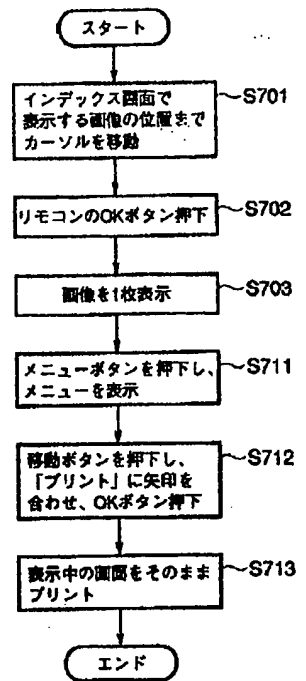 スタート
インデックス画面で
表示する画像の位置まで
カーソルを移動
S701
リモコンのOKボタン押下
S702
画像を1枚表示
S703
メニューボタンを押下し、
メニューを表示
S711
移動ボタンを押下し、
「プリント」に矢印を
合わせ、OKボタン押下
S712
表示中の画面をそのまま
プリント
S713
エンド